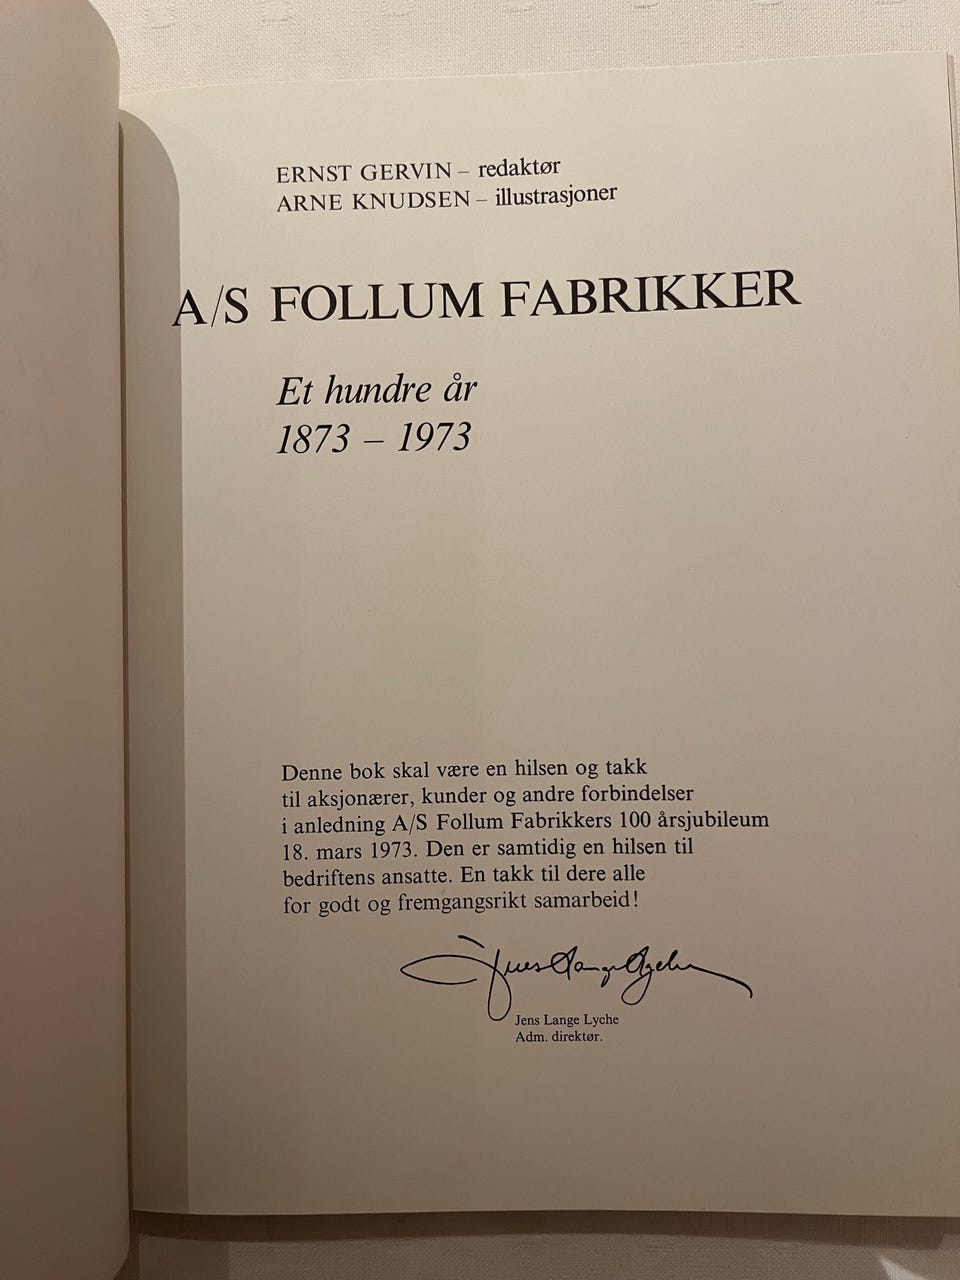 ERNST GERVIN – redaktør
ARNE KNUDSEN – illustrasjoner
A/S FOLLUM FABRIKKER
Et hundre år
1873 – 1973
Denne bok skal være en hilsen og takk
til aksjonærer, kunder og andre forbindelser
i anledning A/S Follum Fabrikkers 100 årsjubileum
18. mars 1973. Den er samtidig en hilsen til
bedriftens ansatte. En takk til dere alle
for godt og fremgangsrikt samarbeid!
Jens Lange Lyche
Jens Lange Lyche
Adm. direktør.